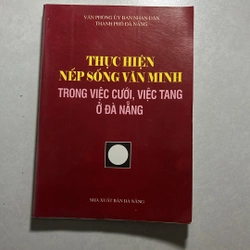 VĂN PHÒNG ỦY BAN NHÂN DÂN
THÀNH PHỐ ĐÀ NẴNG
THỰC HIỆN
NẾP SỐNG VĂN MINH
TRONG VIỆC CƯỚI, VIỆC TANG
Ở ĐÀ NẴNG
NHÀ XUẤT BẢN ĐÀ NẴNG